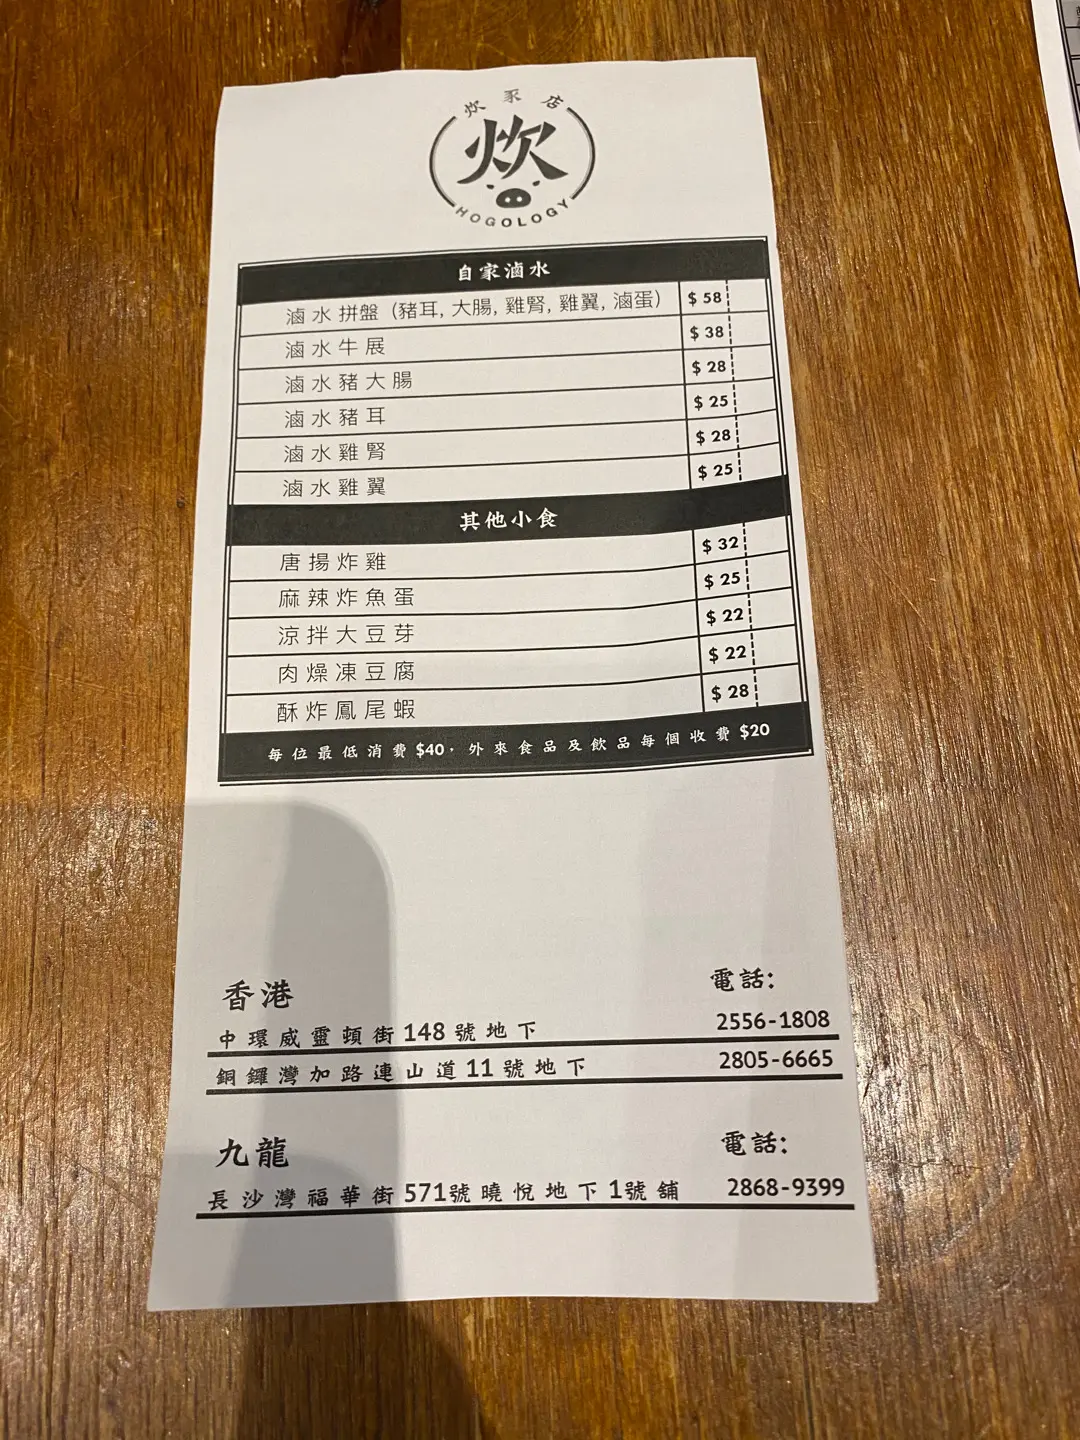 炊豕店
炊
HOGOLOGY
自家滷水
滷水拼盤 (豬耳, 大腸, 雞腎, 雞翼, 滷蛋) $ 58
滷水牛展 $ 38
滷水豬大腸 $ 28
滷水豬耳 $ 25
滷水雞腎 $ 28
滷水雞翼 $ 25
其他小食
唐揚炸雞 $ 32
麻辣炸魚蛋 $ 25
涼拌大豆芽 $ 22
肉燥凍豆腐 $ 22
酥炸鳳尾蝦 $ 28
每位最低消費 $40, 外來食品及飲品每個收費 $20
香港 電話:
中環威靈頓街 148 號地下 2556-1808
銅鑼灣加路連山道 11 號地下 2805-6665
九龍 電話:
長沙灣福華街 571號曉悅地下 1號鋪 2868-9399